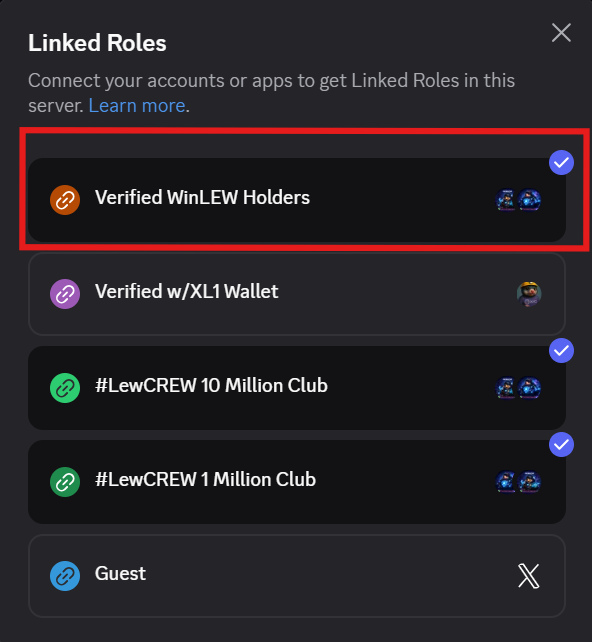 Linked Roles
Connect your accounts or apps to get Linked Roles in this
server. Learn more.
Verified WinLEW Holders
Verified w/XL1 Wallet
#LewCREW 10 Million Club
#LewCREW 1 Million Club
Guest